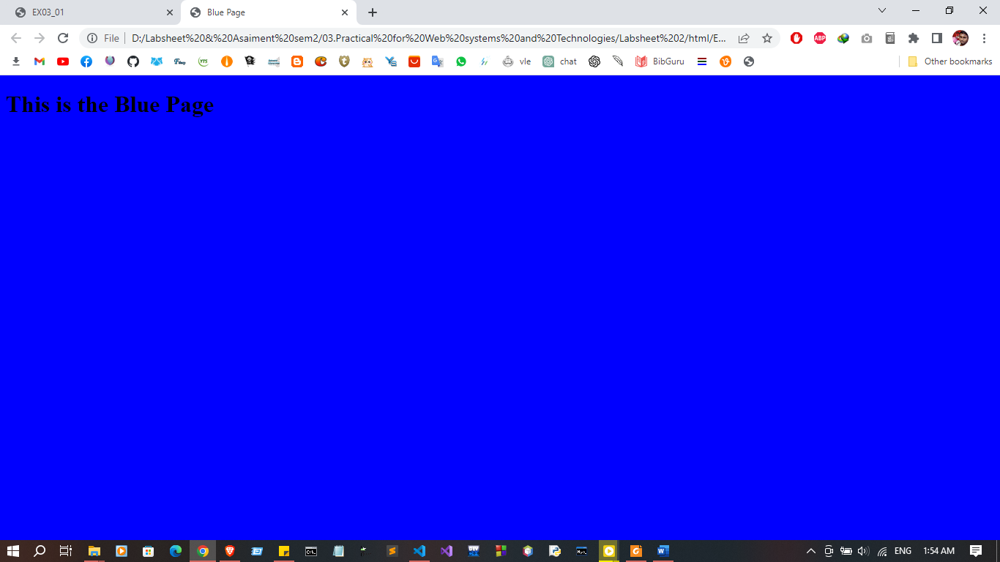 EX03_01
Blue Page
File
D:/Labsheet%20&%20Asaiment%20sem2/03.Practical%20for%20Web%20systems%20and%20Technologies/Labsheet%202/html/E...
ABP
vle
chat
BibGuru
Other bookmarks
This is the Blue Page
ENG
1:54 AM